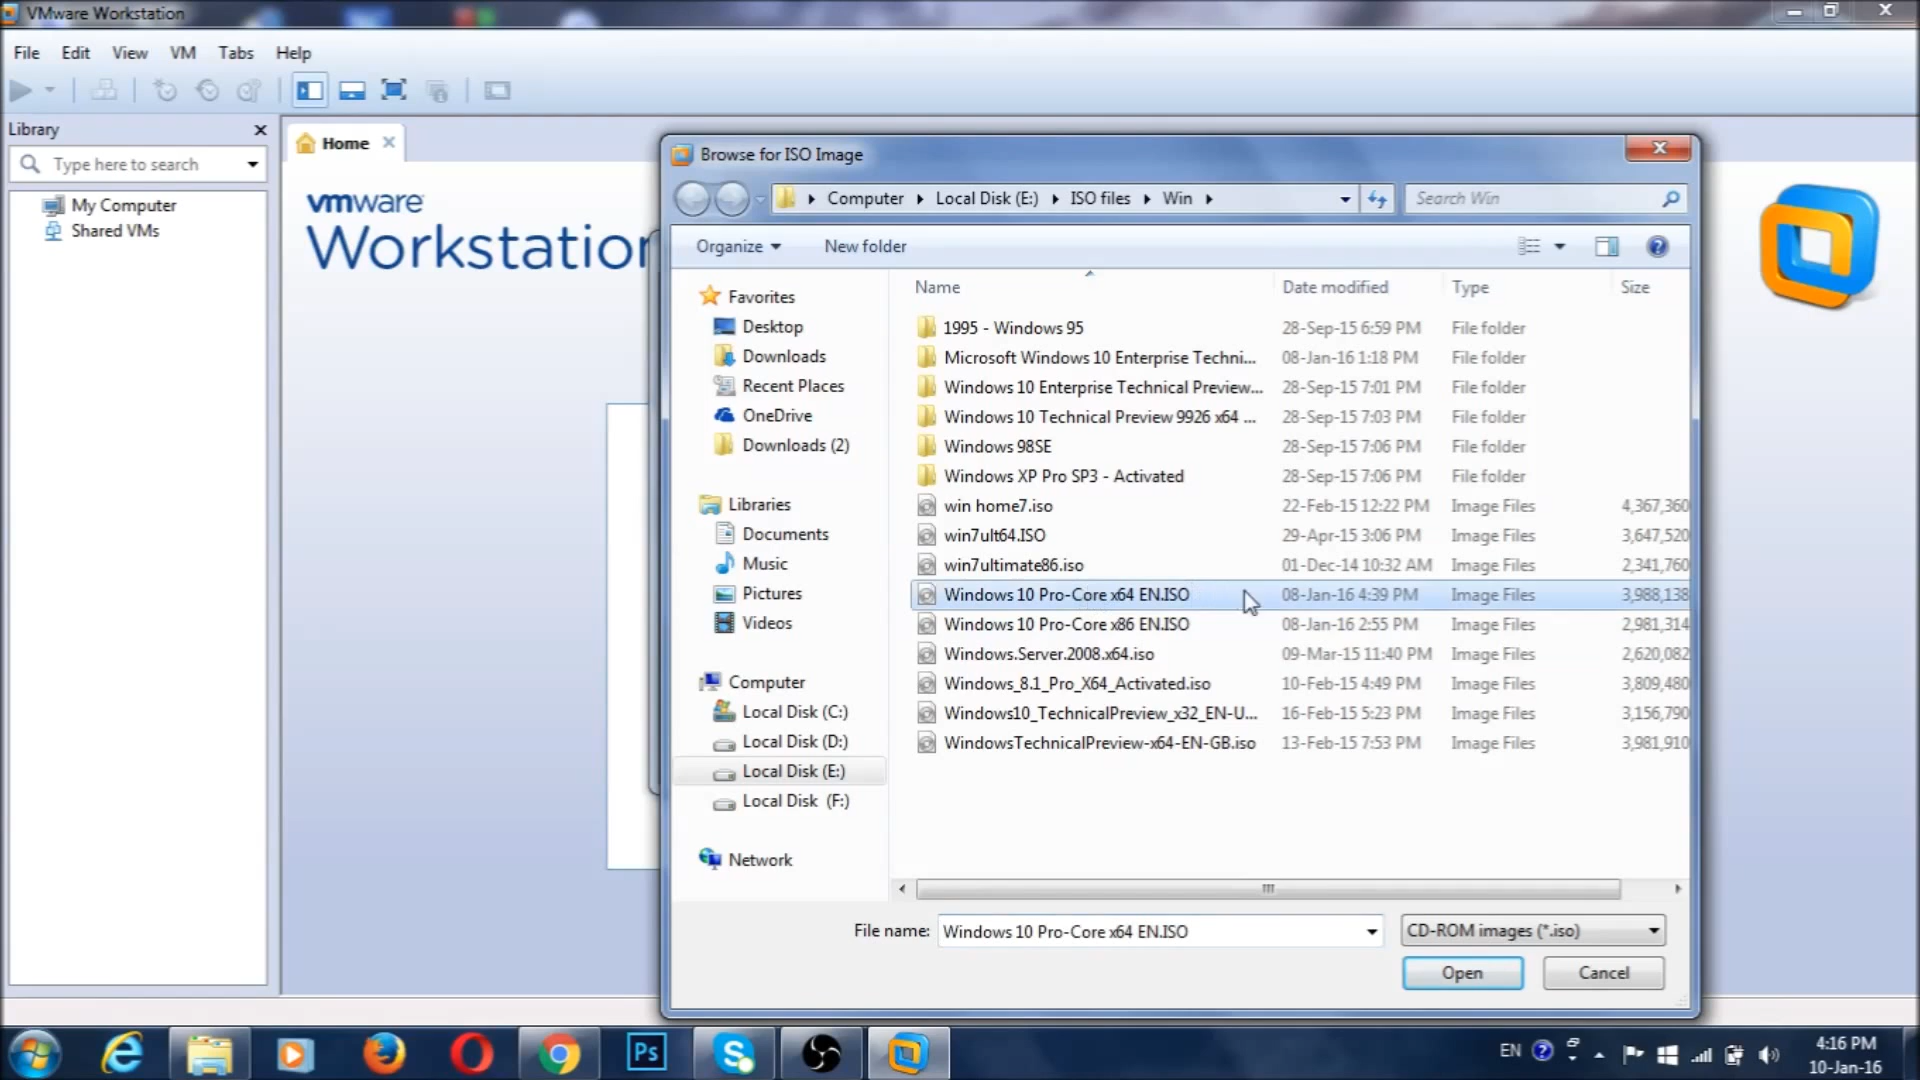 VMware Workstation
File Edit View VM Tabs Help
Library
Type here to search
My Computer
Shared VMs
Home
vmware
Workstation
Browse for ISO Image
Computer Local Disk (E:) ISO files Win
Search Win
Organize New folder
Name Date modified Type Size
Favorites
Desktop
Downloads
Recent Places
OneDrive
Downloads (2)
Libraries
Documents
Music
Pictures
Videos
Computer
Local Disk (C:)
Local Disk (D:)
Local Disk (E:)
Local Disk (F:)
Network
1995 - Windows 95 28-Sep-15 6:59 PM File folder
Microsoft Windows 10 Enterprise Techni... 08-Jan-16 1:18 PM File folder
Windows 10 Enterprise Technical Preview... 28-Sep-15 7:01 PM File folder
Windows 10 Technical Preview 9926 x64 ... 28-Sep-15 7:03 PM File folder
Windows 98SE 28-Sep-15 7:06 PM File folder
Windows XP Pro SP3 - Activated 28-Sep-15 7:06 PM File folder
win home7.iso 22-Feb-15 12:22 PM Image Files 4,367,360
win7ult64.ISO 29-Apr-15 3:06 PM Image Files 3,647,520
win7ultimate86.iso 01-Dec-14 10:32 AM Image Files 2,341,760
Windows 10 Pro-Core x64 EN.ISO 08-Jan-16 4:39 PM Image Files 3,988,138
Windows 10 Pro-Core x86 EN.ISO 08-Jan-16 2:55 PM Image Files 2,981,314
Windows.Server.2008.x64.iso 09-Mar-15 11:40 PM Image Files 2,620,082
Windows_8.1_Pro_X64_Activated.iso 10-Feb-15 4:49 PM Image Files 3,809,480
Windows10_TechnicalPreview_x32_EN-U... 16-Feb-15 5:23 PM Image Files 3,156,790
WindowsTechnicalPreview-x64-EN-GB.iso 13-Feb-15 7:53 PM Image Files 3,981,910
File name: Windows 10 Pro-Core x64 EN.ISO CD-ROM images (*.iso)
Open Cancel
Ps
EN
4:16 PM
10-Jan-16